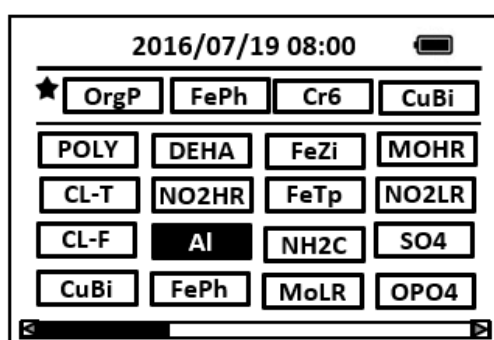 2016/07/19 08:00
OrgP FePh Cr6 CuBi
POLY DEHA FeZi MOHR
CL-T NO2HR FeTp NO2LR
CL-F Al NH2C SO4
CuBi FePh MoLR OPO4